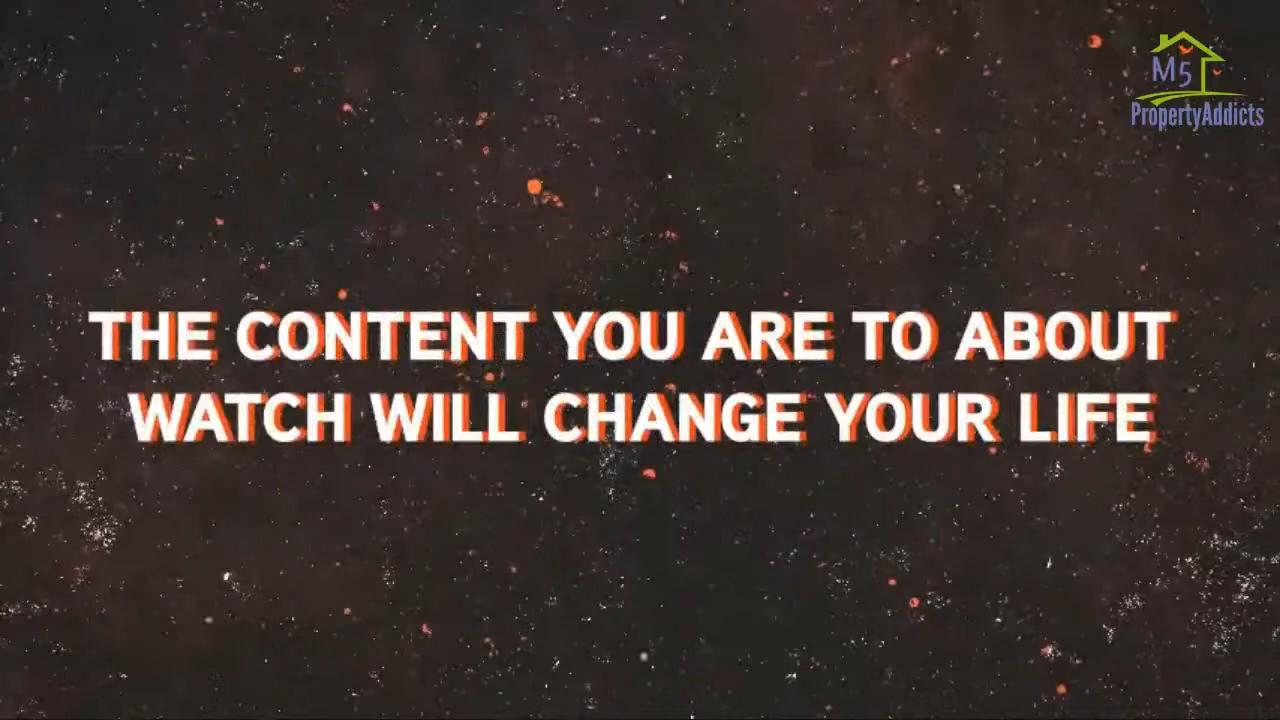 M5
PropertyAddicts
THE CONTENT YOU ARE TO ABOUT
WATCH WILL CHANGE YOUR LIFE